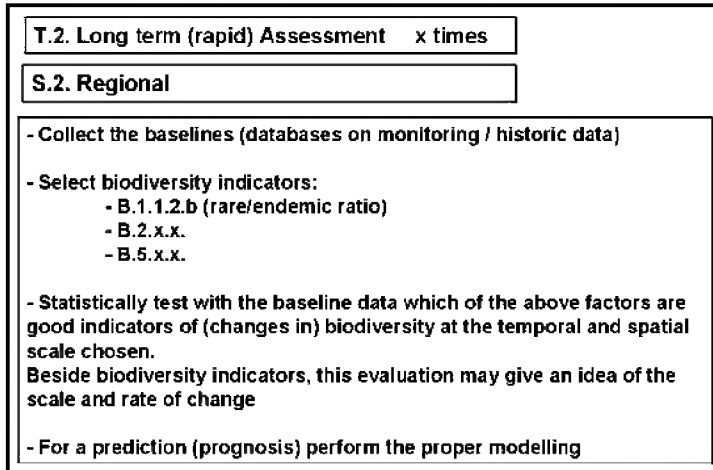 T.2. Long term (rapid) Assessment x times
S.2. Regional
- Collect the baselines (databases on monitoring / historic data)
- Select biodiversity indicators:
- B.1.1.2.b (rare/endemic ratio)
- B.2.x.x.
- B.5.x.x.
- Statistically test with the baseline data which of the above factors are
good indicators of (changes in) biodiversity at the temporal and spatial
scale chosen.
Beside biodiversity indicators, this evaluation may give an idea of the
scale and rate of change
- For a prediction (prognosis) perform the proper modelling